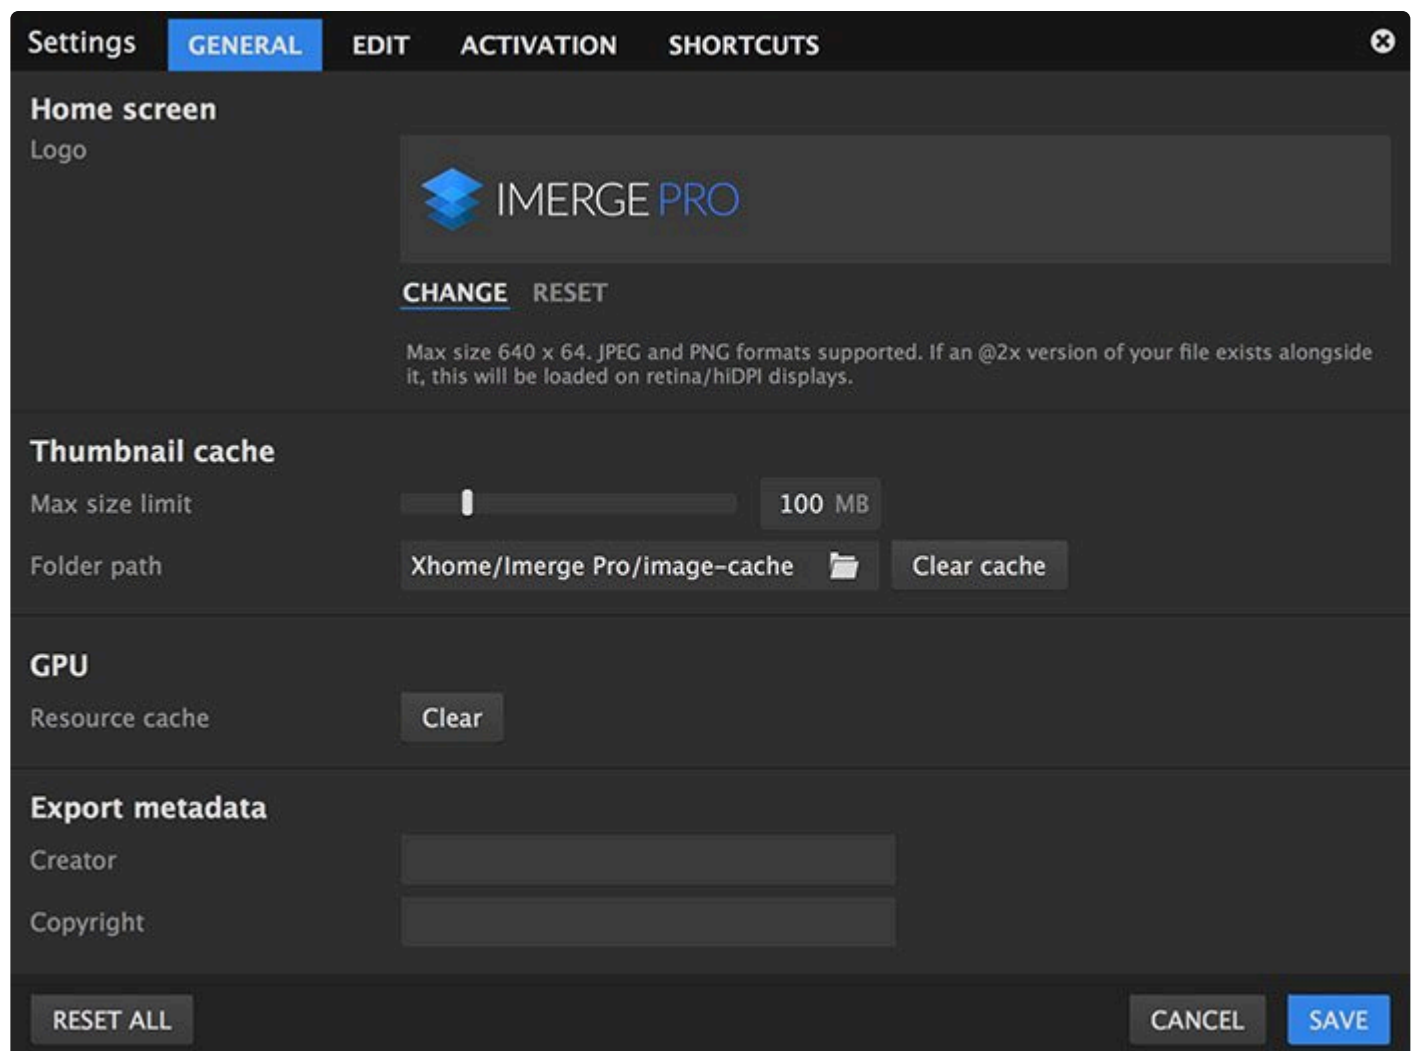 Settings GENERAL EDIT ACTIVATION SHORTCUTS
Home screen
Logo
IMERGE PRO
CHANGE RESET
Max size 640 x 64. JPEG and PNG formats supported. If an @2x version of your file exists alongside
it, this will be loaded on retina/hiDPI displays.
Thumbnail cache
Max size limit 100 MB
Folder path Xhome/Imerge Pro/image-cache Clear cache
GPU
Resource cache Clear
Export metadata
Creator
Copyright
RESET ALL CANCEL SAVE